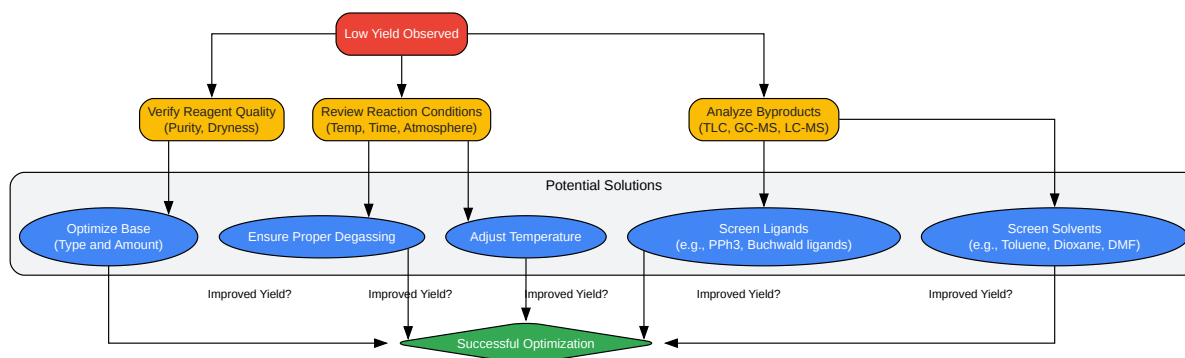 Low Yield Observed
Verify Reagent Quality
(Purity, Dryness)
Review Reaction Conditions
(Temp, Time, Atmosphere)
Analyze Byproducts
(TLC, GC-MS, LC-MS)
Potential Solutions
Optimize Base
(Type and Amount)
Ensure Proper Degassing
Adjust Temperature
Screen Ligands
(e.g., PPh3, Buchwald ligands)
Screen Solvents
(e.g., Toluene, Dioxane, DMF)
Improved Yield?
Improved Yield?
Improved Yield?
Improved Yield?
Improved Yield?
Successful Optimization